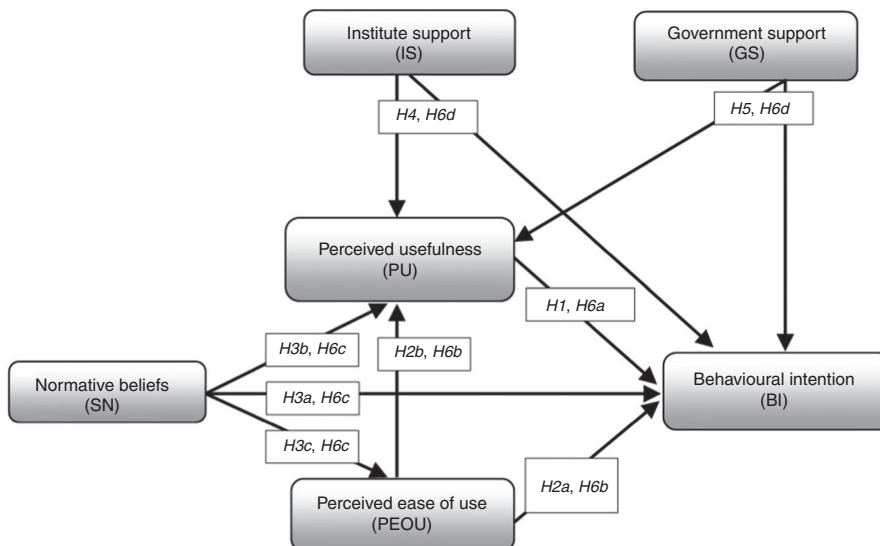 Institute support
(IS)
Government support
(GS)
H4, H6d
H5, H6d
Perceived usefulness
(PU)
H1, H6a
H3b, H6c
H2b, H6b
Normative beliefs
(SN)
H3a, H6c
Behavioural intention
(BI)
H3c, H6c
H2a, H6b
Perceived ease of use
(PEOU)